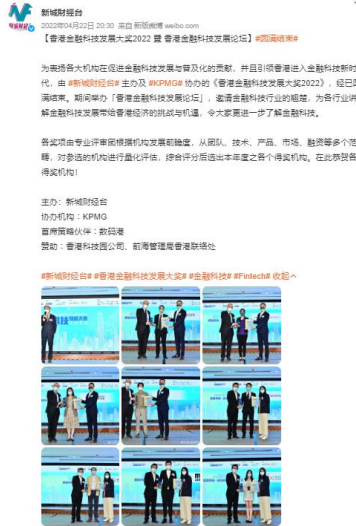 新城财经台
2022年04月22日 20:30 来自 新版微博 weibo.com
【香港金融科技发展大奖2022 暨 香港金融科技发展论坛】#圆满结束#
为表扬各大机构在促进金融科技发展与普及化的贡献，并且引领香港进入金融科技新时
代，由 #新城财经台# 主办及 #KPMG# 协办的《香港金融科技发展大奖2022》，经已圆
满结束。期间举办「香港金融科技发展论坛」，邀请金融科技行业的翘楚，为各行业讲
解金融科技发展带给香港经济的挑战与机遇，令大家更进一步了解金融科技。
各奖项由专业评审团根据机构发展前瞻度，从团队、技术、产品、市场、融资等多个范
畴，对参选的机构进行量化评估，综合评分后选出本年度之各个得奖机构。在此恭贺各
得奖机构！
主办：新城财经台
协办机构：KPMG
首席策略伙伴：数码港
赞助：香港科技园公司、前海管理局香港联络处
#新城财经台# #香港金融科技发展大奖# #金融科技# #Fintech# 收起